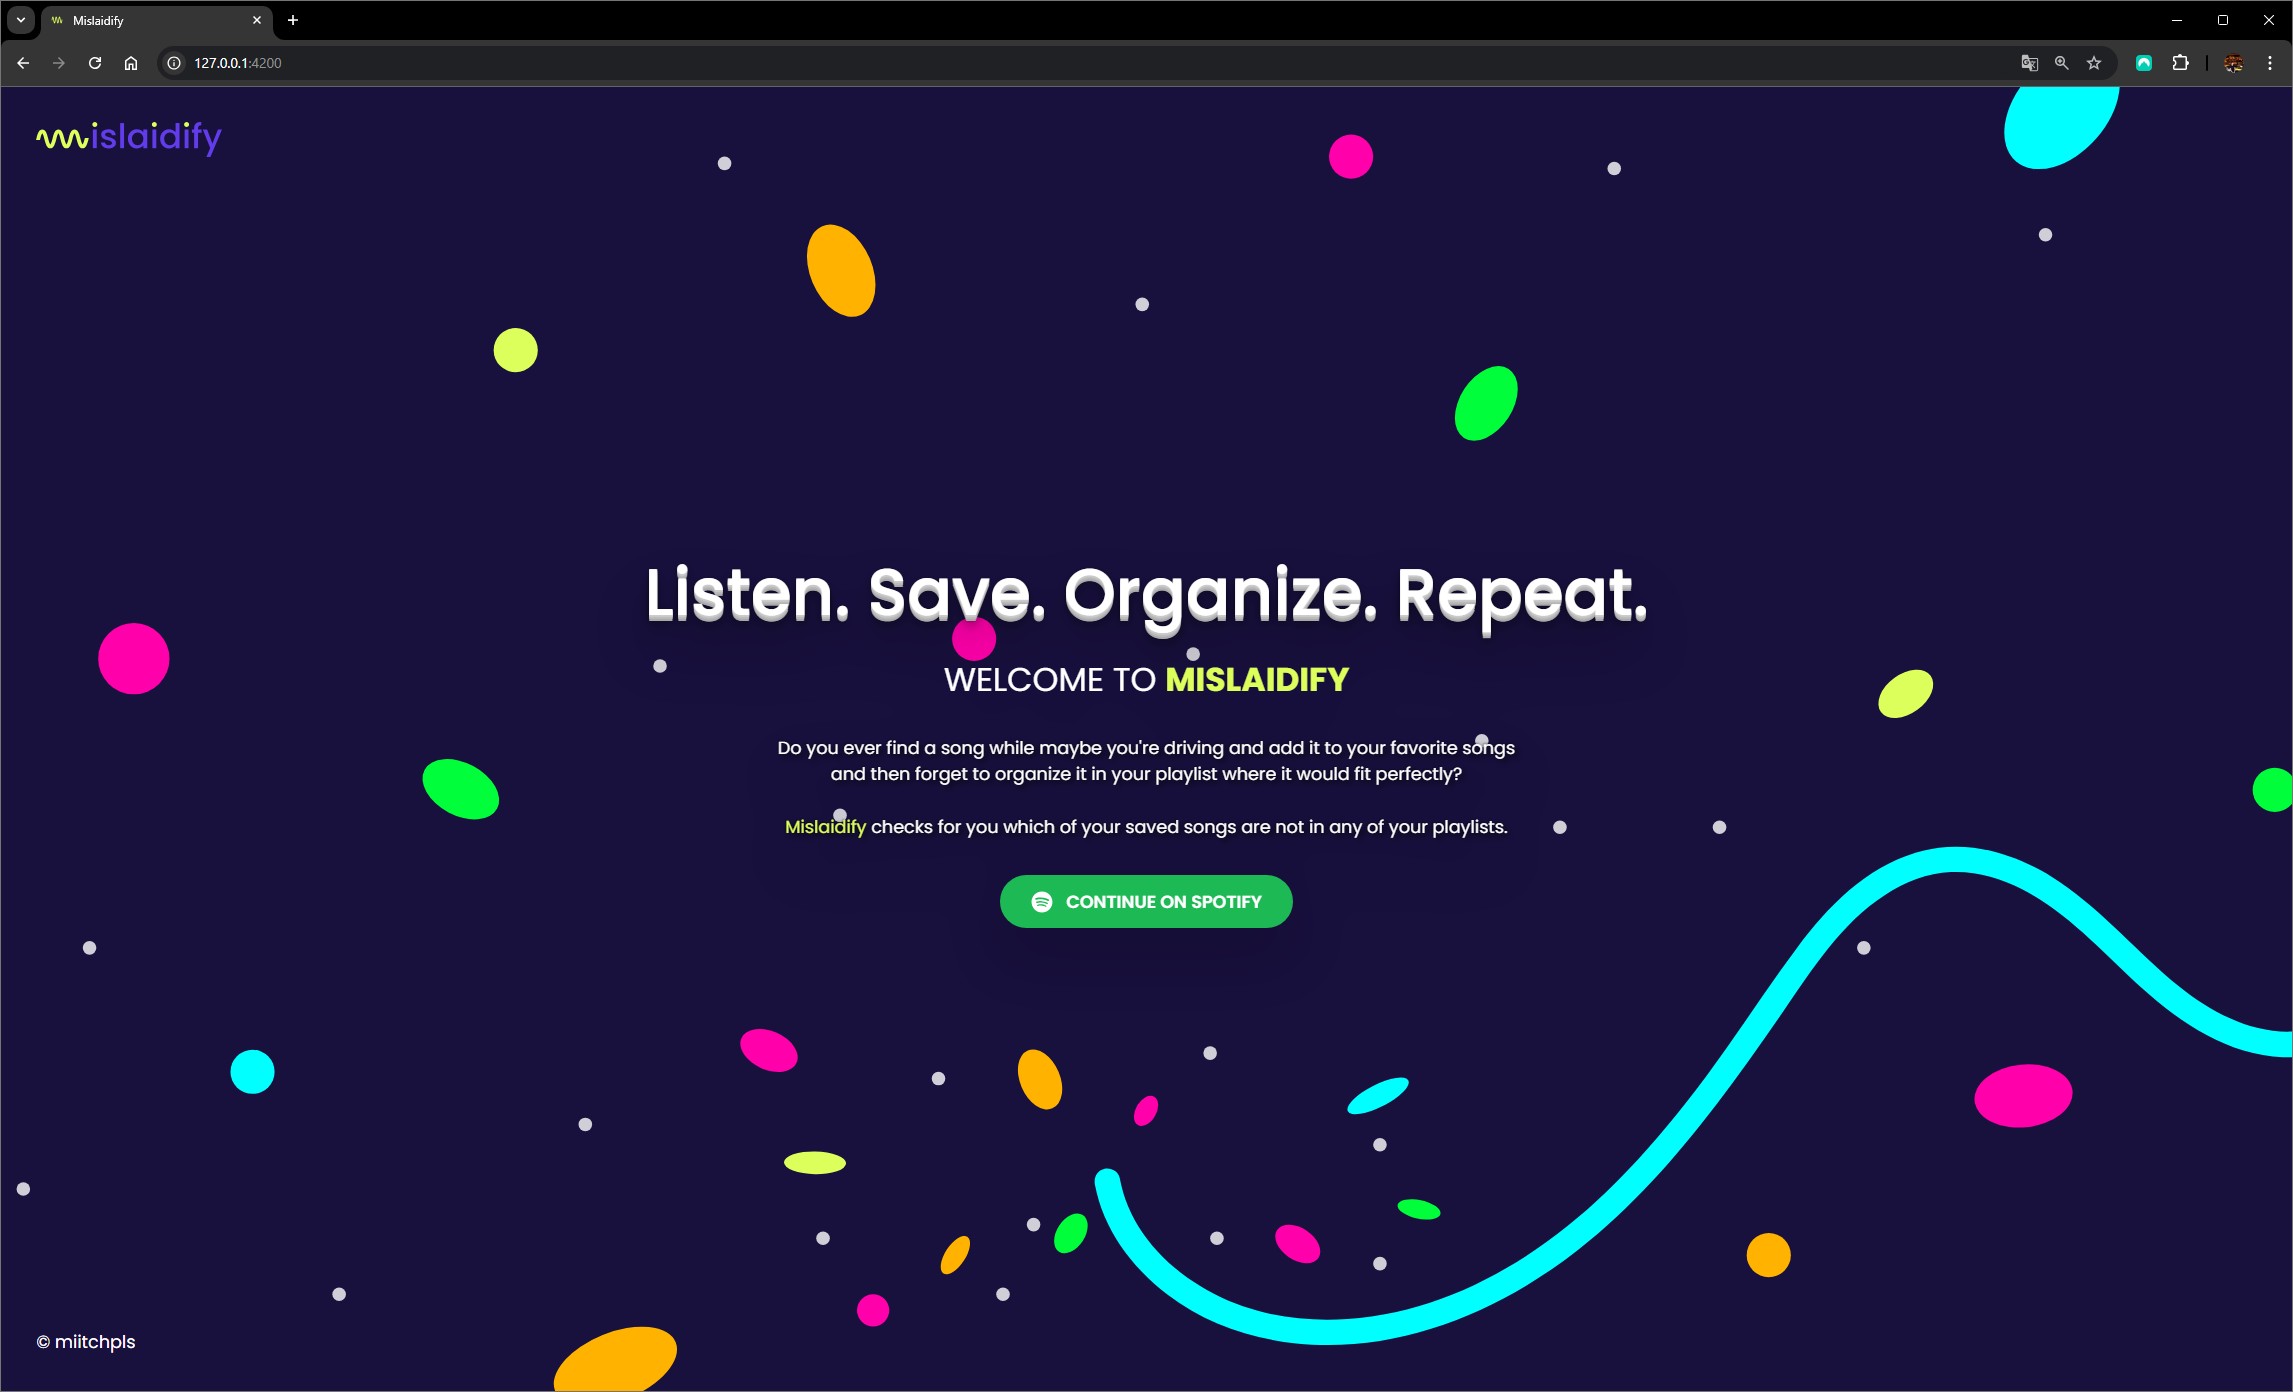 Mislaidify
127.0.0.1:4200
mislaidify
Listen. Save. Organize. Repeat.
WELCOME TO MISLAIDIFY
Do you ever find a song while maybe you're driving and add it to your favorite songs
and then forget to organize it in your playlist where it would fit perfectly?
Mislaidify checks for you which of your saved songs are not in any of your playlists.
CONTINUE ON SPOTIFY
© miitchpls